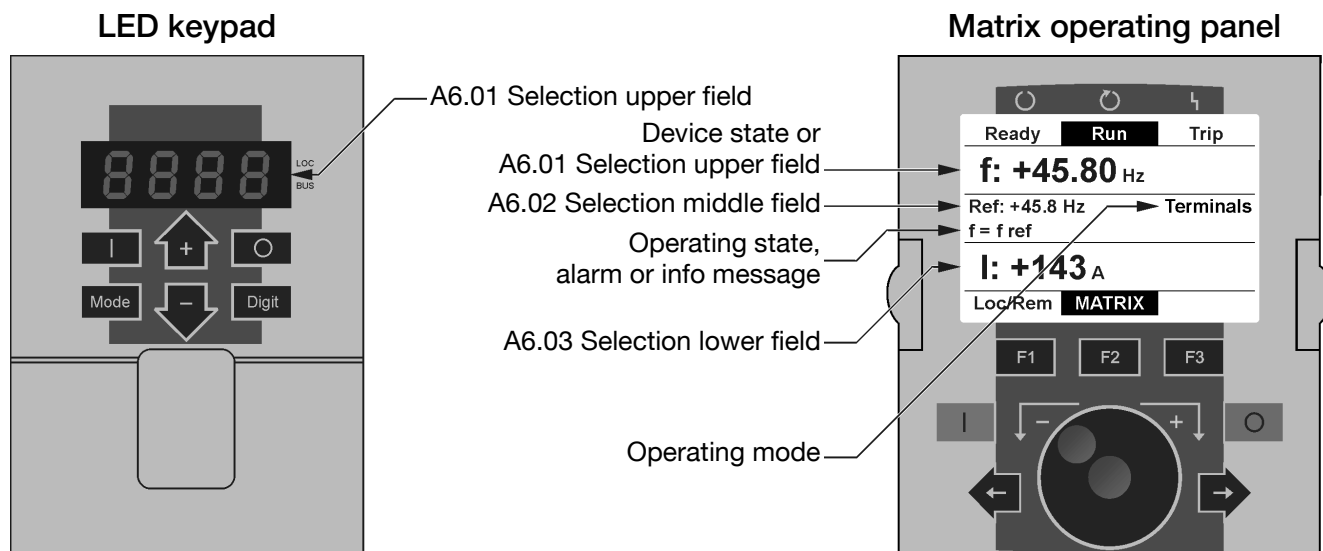 LED keypad
8888
LOC
BUS
I
+
O
Mode
−
Digit
A6.01 Selection upper field
Device state or
A6.01 Selection upper field
A6.02 Selection middle field
Operating state,
alarm or info message
A6.03 Selection lower field
Operating mode
Matrix operating panel
Ready Run Trip
f: +45.80 Hz
Ref: +45.8 Hz Terminals
f = f ref
I: +143 A
Loc/Rem MATRIX
F1 F2 F3
I − + O
← →